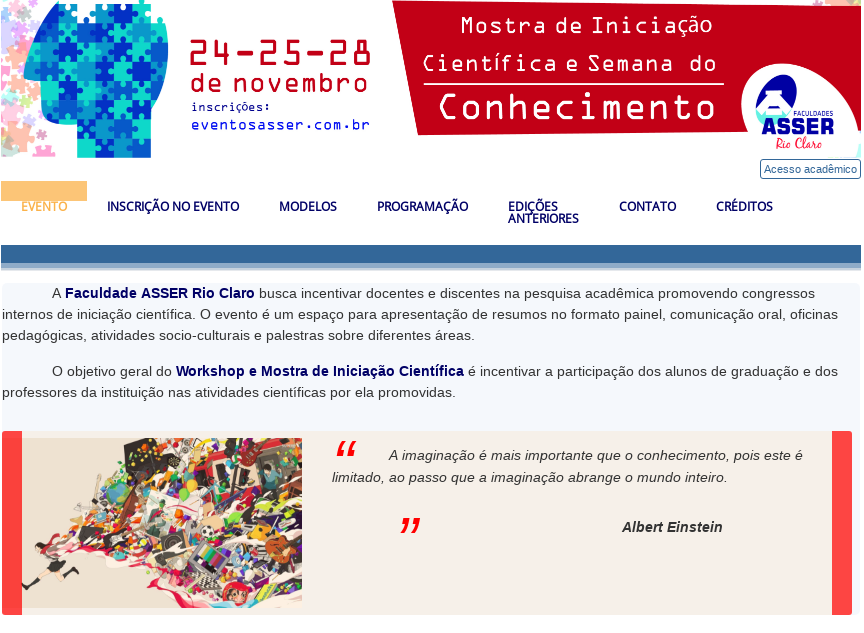 24-25-28
de novembro
inscrições:
eventosasser.com.br
Mostra de Iniciação
Científica e Semana do
Conhecimento
FACULDADES
ASSER
Rio Claro
Acesso acadêmico
EVENTO INSCRIÇÃO NO EVENTO MODELOS PROGRAMAÇÃO EDIÇÕES ANTERIORES CONTATO CRÉDITOS
A Faculdade ASSER Rio Claro busca incentivar docentes e discentes na pesquisa acadêmica promovendo congressos
internos de iniciação científica. O evento é um espaço para apresentação de resumos no formato painel, comunicação oral, oficinas
pedagógicas, atividades socio-culturais e palestras sobre diferentes áreas.
O objetivo geral do Workshop e Mostra de Iniciação Científica é incentivar a participação dos alunos de graduação e dos
professores da instituição nas atividades científicas por ela promovidas.
“ A imaginação é mais importante que o conhecimento, pois este é
limitado, ao passo que a imaginação abrange o mundo inteiro.
” Albert Einstein